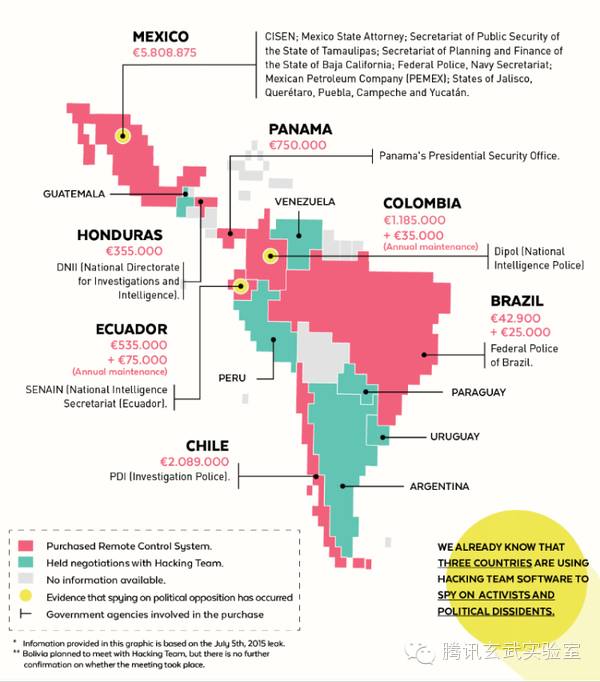 MEXICO
€5.808.875
CISEN; Mexico State Attorney; Secretariat of Public Security of
the State of Tamaulipas; Secretariat of Planning and Finance of
the State of Baja California; Federal Police, Navy Secretariat;
Mexican Petroleum Company (PEMEX); States of Jalisco,
Querétaro, Puebla, Campeche and Yucatán.
PANAMA
€750.000
Panama's Presidential Security Office.
GUATEMALA
VENEZUELA
COLOMBIA
€1.185.000
+ €35.000
(Annual maintenance)
Dipol (National
Intelligence Police)
HONDURAS
€355.000
DNII (National Directorate
for Investigations and
Intelligence).
BRAZIL
€42.900
+ €25.000
Federal Police
of Brazil.
ECUADOR
€535.000
+ €75.000
(Annual maintenance)
SENAIN (National Intelligence
Secretariat (Ecuador).
PERU
PARAGUAY
URUGUAY
CHILE
€2.089.000
PDI (Investigation Police).
ARGENTINA
Purchased Remote Control System.
Held negotiations with Hacking Team.
No information available.
Evidence that spying on political opposition has occurred
Government agencies involved in the purchase
WE ALREADY KNOW THAT
THREE COUNTRIES ARE USING
HACKING TEAM SOFTWARE TO
SPY ON ACTIVISTS AND
POLITICAL DISSIDENTS.
* Infomation provided in this graphic is based on the July 5th, 2015 leak.
** Bolivia planned to meet with Hacking Team, but there is no further
confirmation on whether the meeting took place.
腾讯玄武实验室